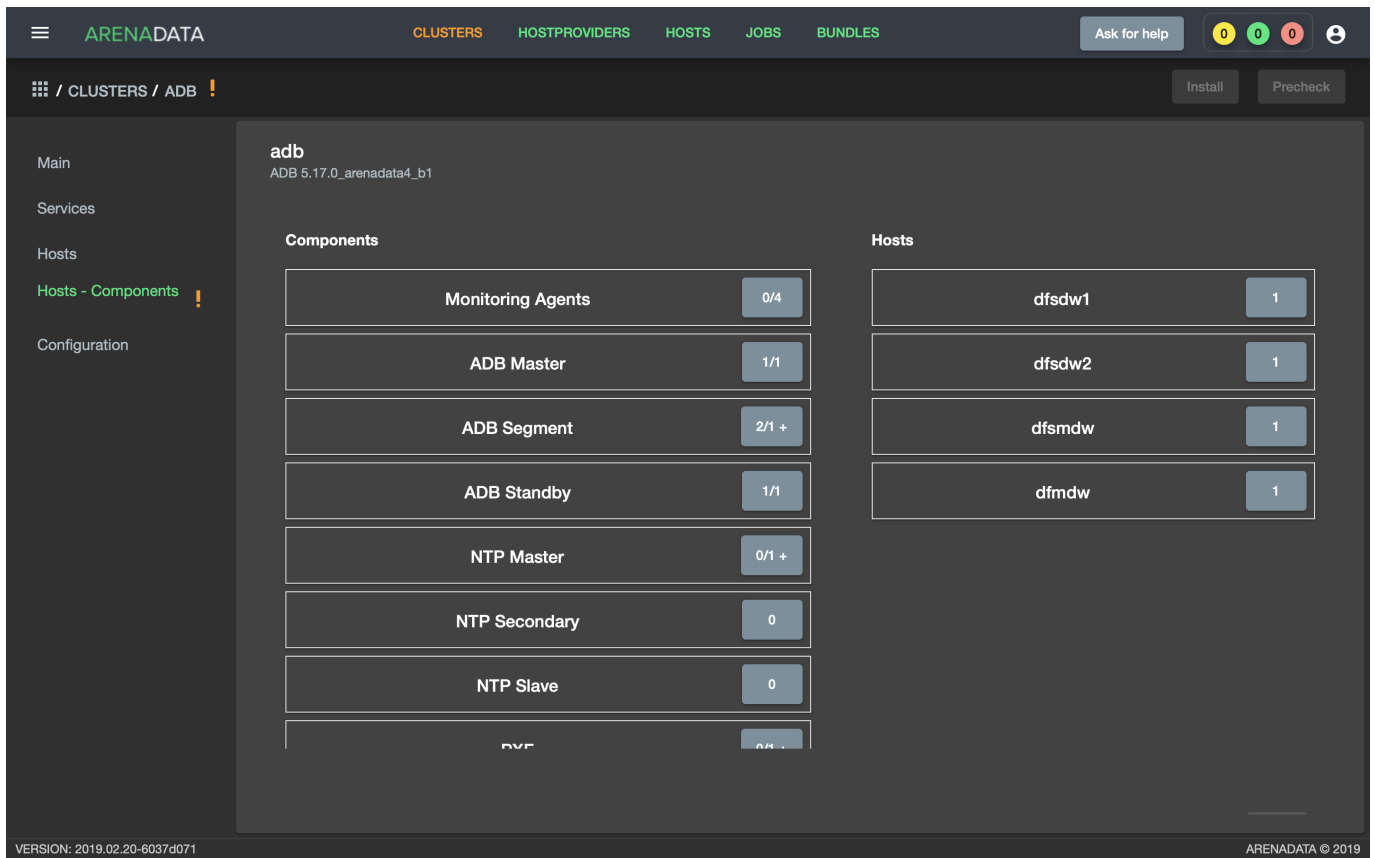 ARENADATA CLUSTERS HOSTPROVIDERS HOSTS JOBS BUNDLES Ask for help 0 0 0
/ CLUSTERS / ADB ! Install Precheck
Main
Services
Hosts
Hosts - Components !
Configuration
adb
ADB 5.17.0_arenadata4_b1
Components
Monitoring Agents 0/4
ADB Master 1/1
ADB Segment 2/1 +
ADB Standby 1/1
NTP Master 0/1 +
NTP Secondary 0
NTP Slave 0
PXF 0/1 +
Hosts
dfsdw1 1
dfsdw2 1
dfsmdw 1
dfmdw 1
VERSION: 2019.02.20-6037d071 ARENADATA © 2019